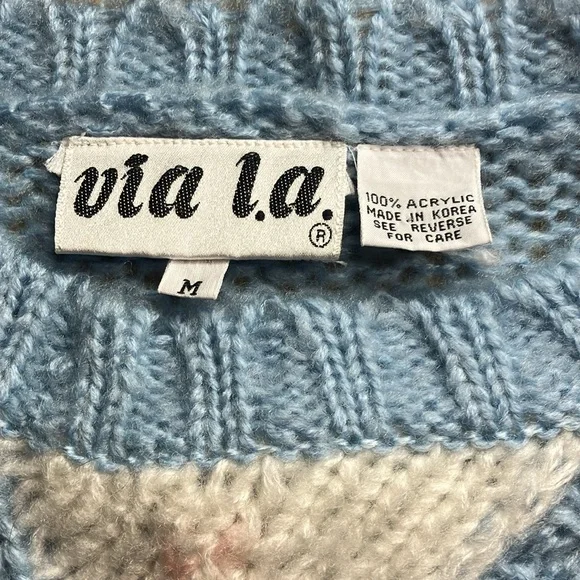 via l.a.
®
M
100% ACRYLIC
MADE IN KOREA
SEE REVERSE
FOR CARE